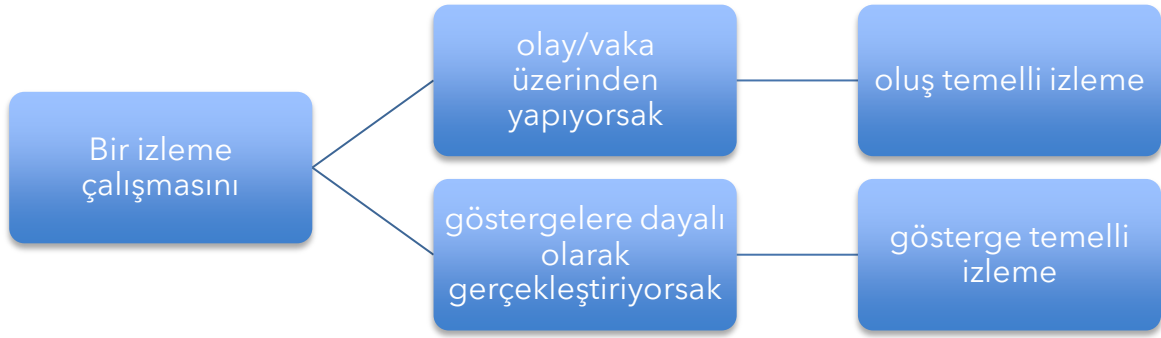 Bir izleme
çalışmasını
olay/vaka
üzerinden
yapıyorsak
oluş temelli izleme
göstergelere dayalı
olarak
gerçekleştiriyorsak
gösterge temelli
izleme